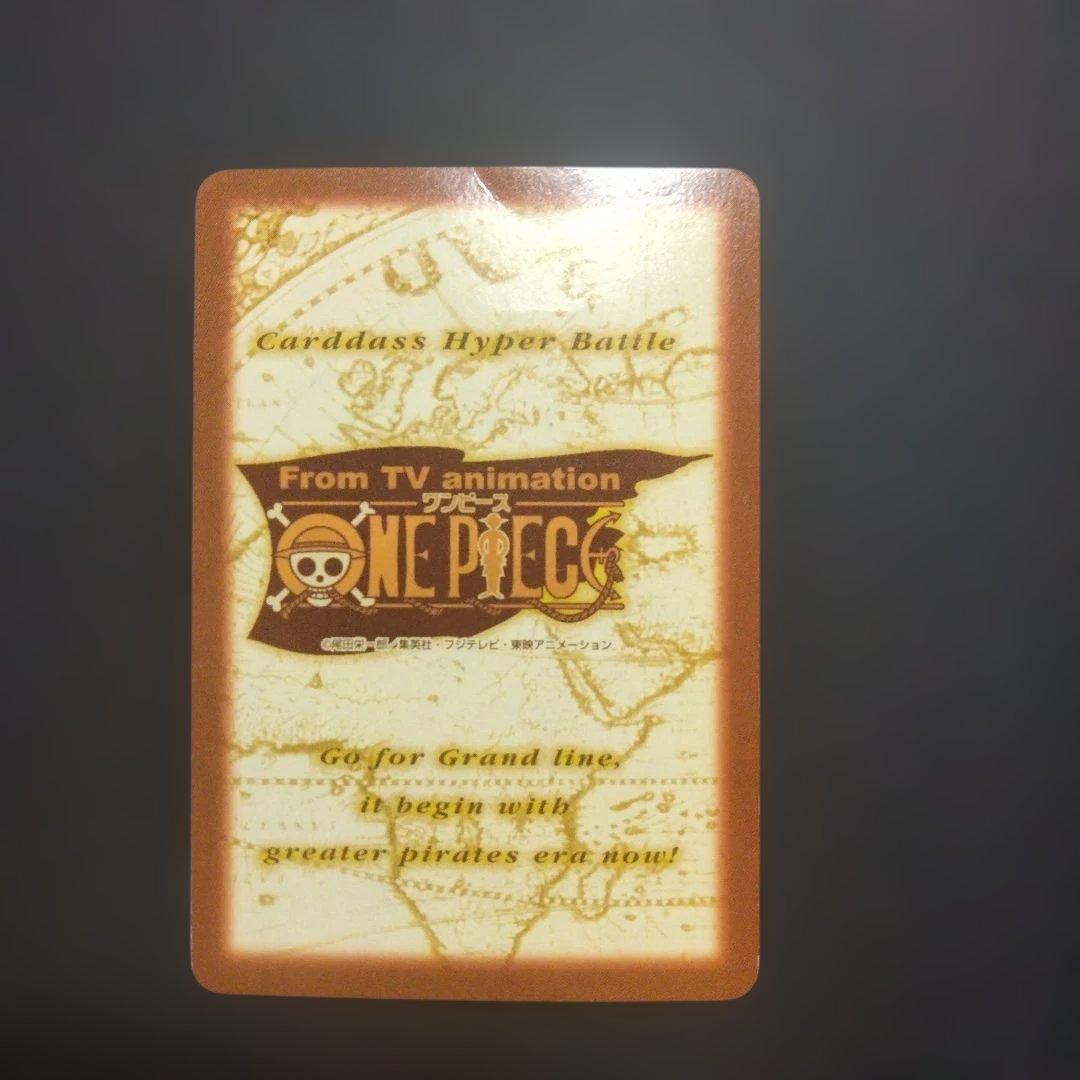 Carddass Hyper Battle
From TV animation
ワンピース
ONE PIECE
©尾田栄一郎／集英社・フジテレビ・東映アニメーション
Go for Grand line,
it begin with
greater pirates era now!